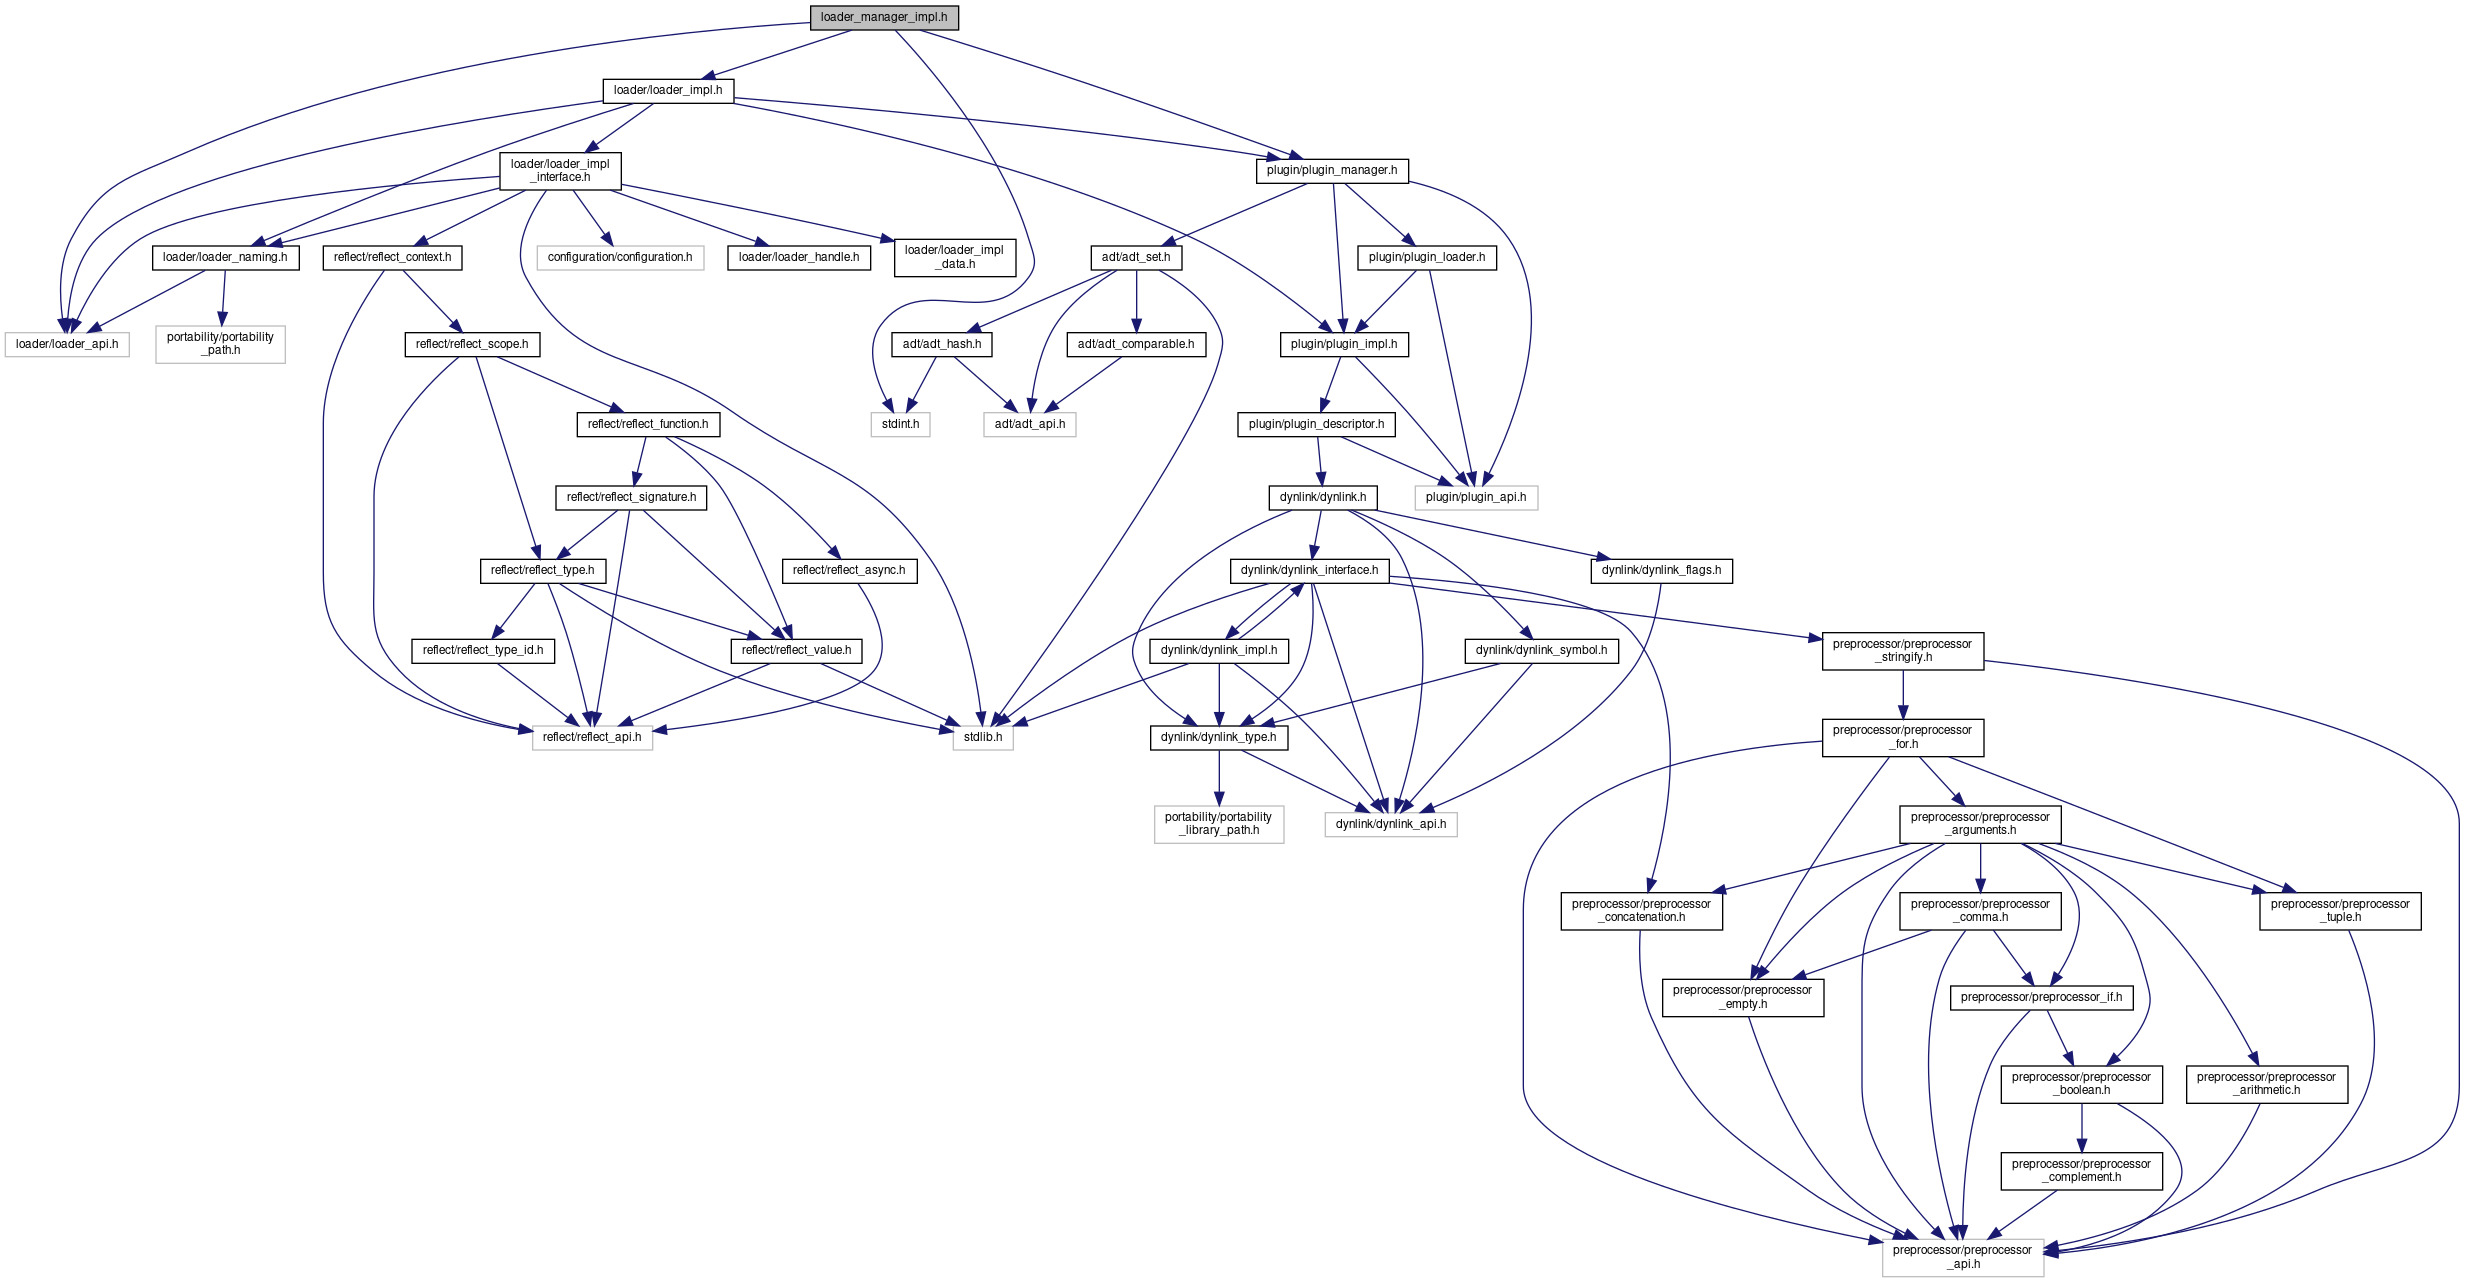 loader_manager_impl.h
loader/loader_impl.h
loader/loader_impl
_interface.h
plugin/plugin_manager.h
loader/loader_naming.h
reflect/reflect_context.h
configuration/configuration.h
loader/loader_handle.h
loader/loader_impl
_data.h
adt/adt_set.h
plugin/plugin_loader.h
loader/loader_api.h
portability/portability
_path.h
reflect/reflect_scope.h
adt/adt_hash.h
adt/adt_comparable.h
plugin/plugin_impl.h
reflect/reflect_function.h
stdint.h
adt/adt_api.h
plugin/plugin_descriptor.h
reflect/reflect_signature.h
dynlink/dynlink.h
plugin/plugin_api.h
reflect/reflect_type.h
reflect/reflect_async.h
dynlink/dynlink_interface.h
dynlink/dynlink_flags.h
reflect/reflect_type_id.h
reflect/reflect_value.h
dynlink/dynlink_impl.h
dynlink/dynlink_symbol.h
preprocessor/preprocessor
_stringify.h
reflect/reflect_api.h
stdlib.h
dynlink/dynlink_type.h
preprocessor/preprocessor
_for.h
portability/portability
_library_path.h
dynlink/dynlink_api.h
preprocessor/preprocessor
_arguments.h
preprocessor/preprocessor
_concatenation.h
preprocessor/preprocessor
_comma.h
preprocessor/preprocessor
_tuple.h
preprocessor/preprocessor
_empty.h
preprocessor/preprocessor_if.h
preprocessor/preprocessor
_boolean.h
preprocessor/preprocessor
_arithmetic.h
preprocessor/preprocessor
_complement.h
preprocessor/preprocessor
_api.h